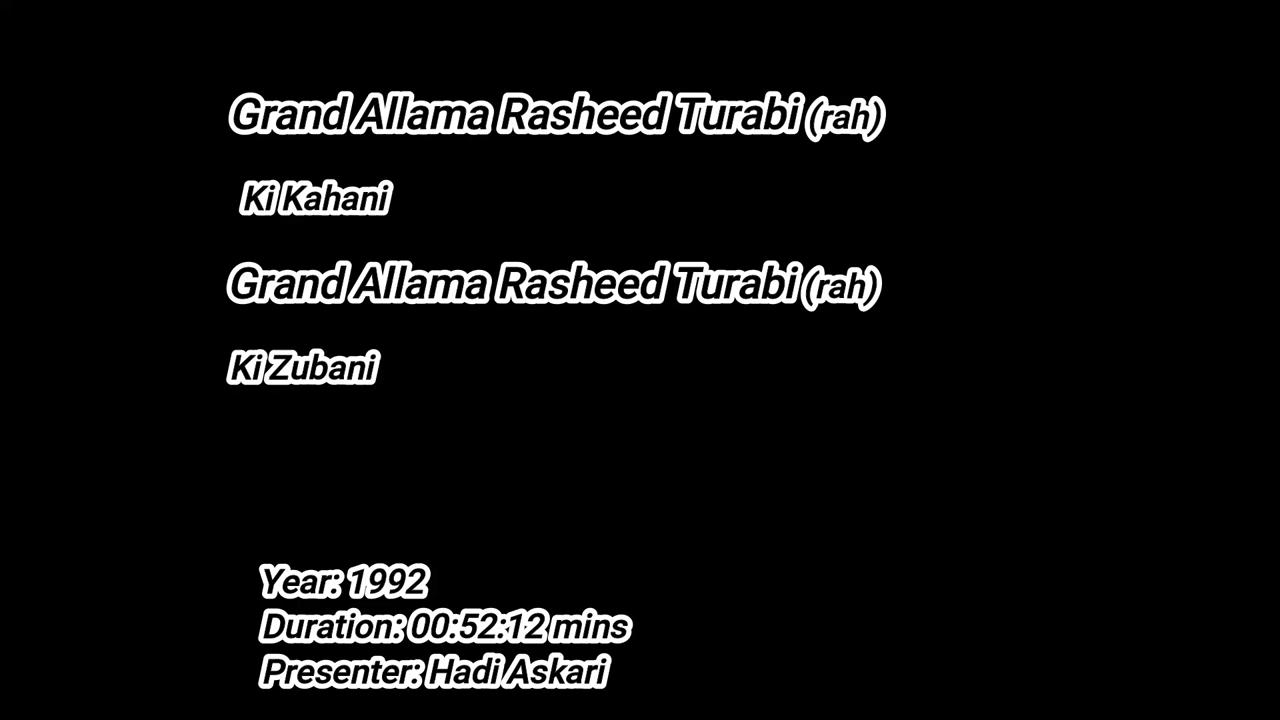 Grand Allama Rasheed Turabi (rah)
Ki Kahani
Grand Allama Rasheed Turabi (rah)
Ki Zubani
Year: 1992
Duration: 00:52:12 mins
Presenter: Hadi Askari